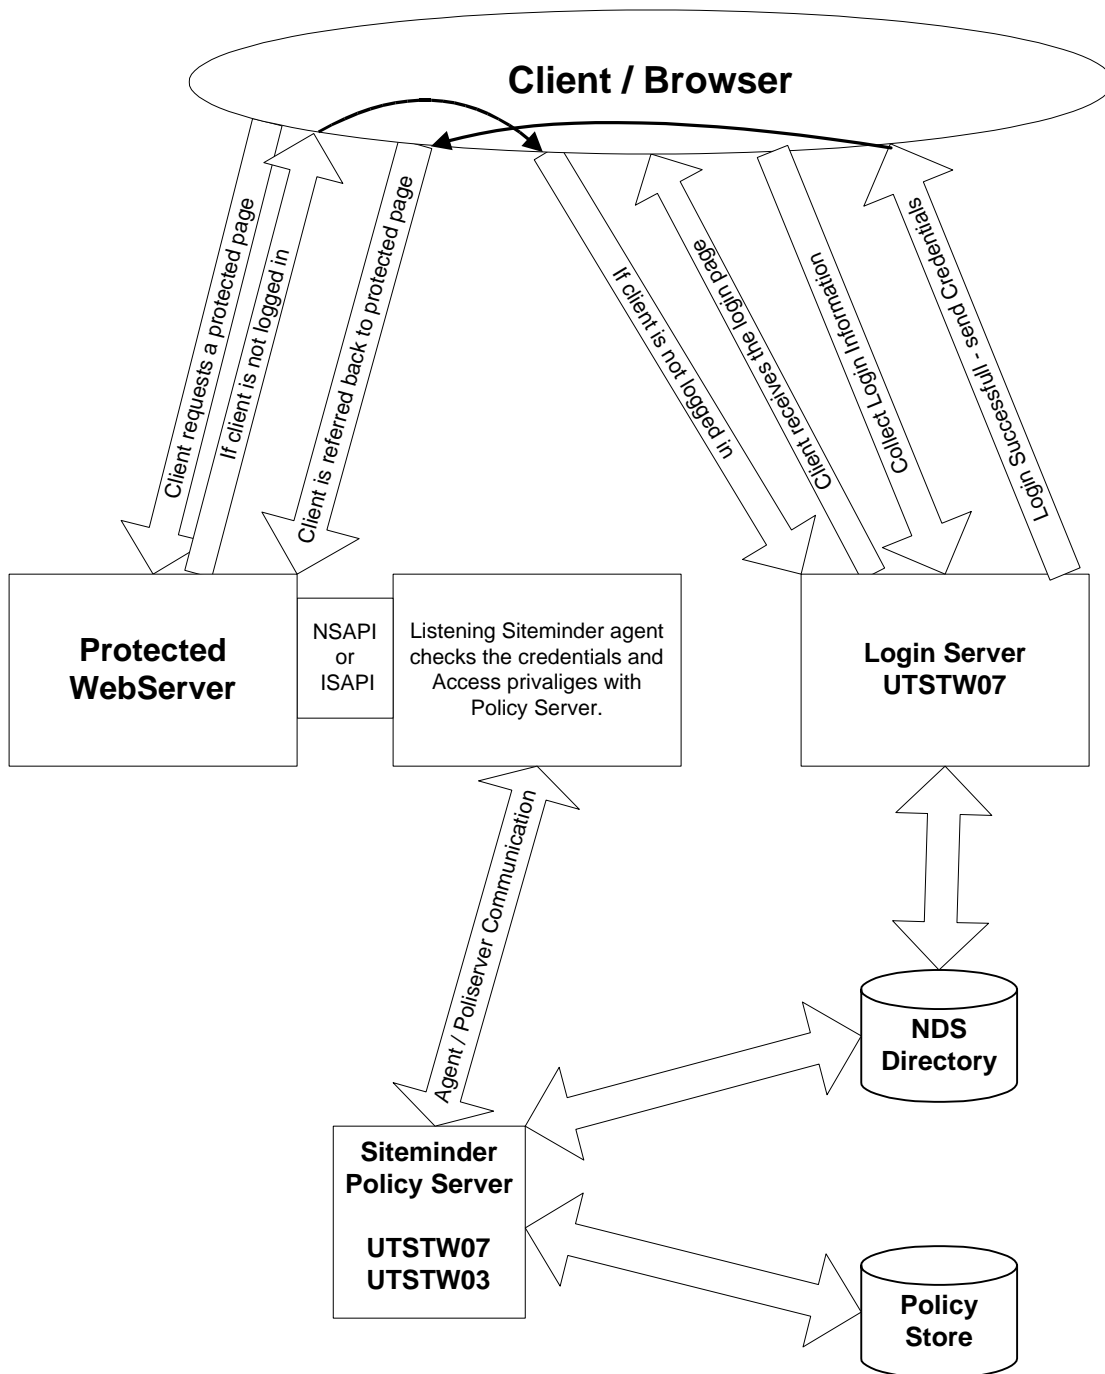 Client / Browser
Client requests a protected page
If client is not logged in
Client is referred back to protected page
If client is not logged in
Client receives the login page
Collect Login Information
Login Successfull - send Credentials
Protected
WebServer
NSAPI
or
ISAPI
Listening Siteminder agent
checks the credentials and
Access privaliges with
Policy Server.
Login Server
UTSTW07
Agent / Poliserver Communication
NDS
Directory
Siteminder
Policy Server
UTSTW07
UTSTW03
Policy
Store